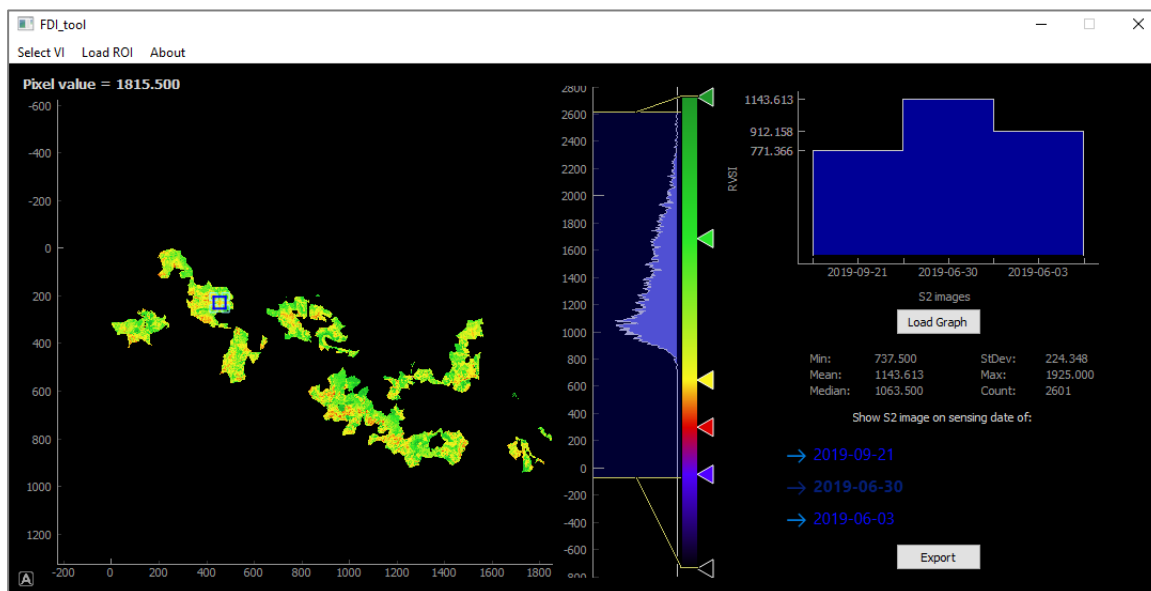 FDI_tool
Select VI Load ROI About
Pixel value = 1815.500
-600
-400
-200
0
200
400
600
800
1000
1200
-200 0 200 400 600 800 1000 1200 1400 1600 1800
A
2800
2600
2400
2200
2000
1800
1600
1400
1200
1000
800
600
400
200
0
-200
-400
-600
-800
RVSI
1143.613
912.158
771.366
2019-09-21 2019-06-30 2019-06-03
S2 images
Load Graph
Min: 737.500 StDev: 224.348
Mean: 1143.613 Max: 1925.000
Median: 1063.500 Count: 2601
Show S2 image on sensing date of:
→ 2019-09-21
→ 2019-06-30
→ 2019-06-03
Export